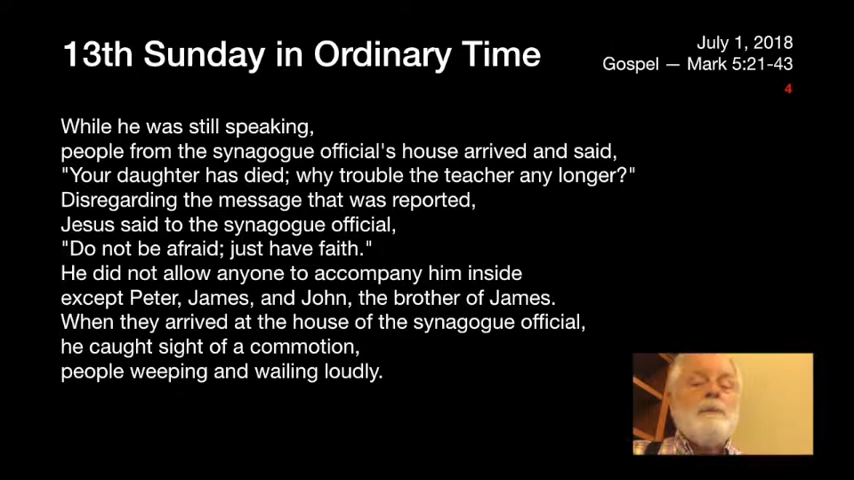 13th Sunday in Ordinary Time
July 1, 2018
Gospel — Mark 5:21-43
4
While he was still speaking,
people from the synagogue official's house arrived and said,
"Your daughter has died; why trouble the teacher any longer?"
Disregarding the message that was reported,
Jesus said to the synagogue official,
"Do not be afraid; just have faith."
He did not allow anyone to accompany him inside
except Peter, James, and John, the brother of James.
When they arrived at the house of the synagogue official,
he caught sight of a commotion,
people weeping and wailing loudly.